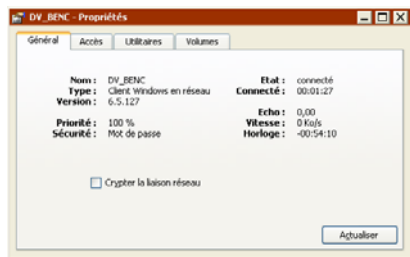 DV_BENC - Propriétés
Général Accès Utilitaires Volumes
Nom : DV_BENC Etat : connecté
Type : Client Windows en réseau Connecté : 00:01:27
Version : 6.5.127
Echo : 0,00
Priorité : 100 % Vitesse : 0 Ko/s
Sécurité : Mot de passe Horloge : -00:54:10
Crypter la liaison réseau
Actualiser